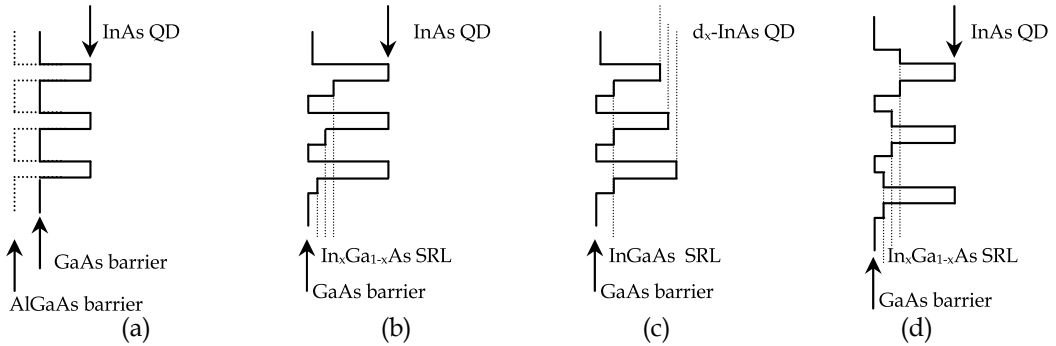 InAs QD
GaAs barrier
AlGaAs barrier
(a)
InAs QD
InₓGa₁₋ₓAs SRL
GaAs barrier
(b)
dₓ-InAs QD
InGaAs SRL
GaAs barrier
(c)
InAs QD
InₓGa₁₋ₓAs SRL
GaAs barrier
(d)